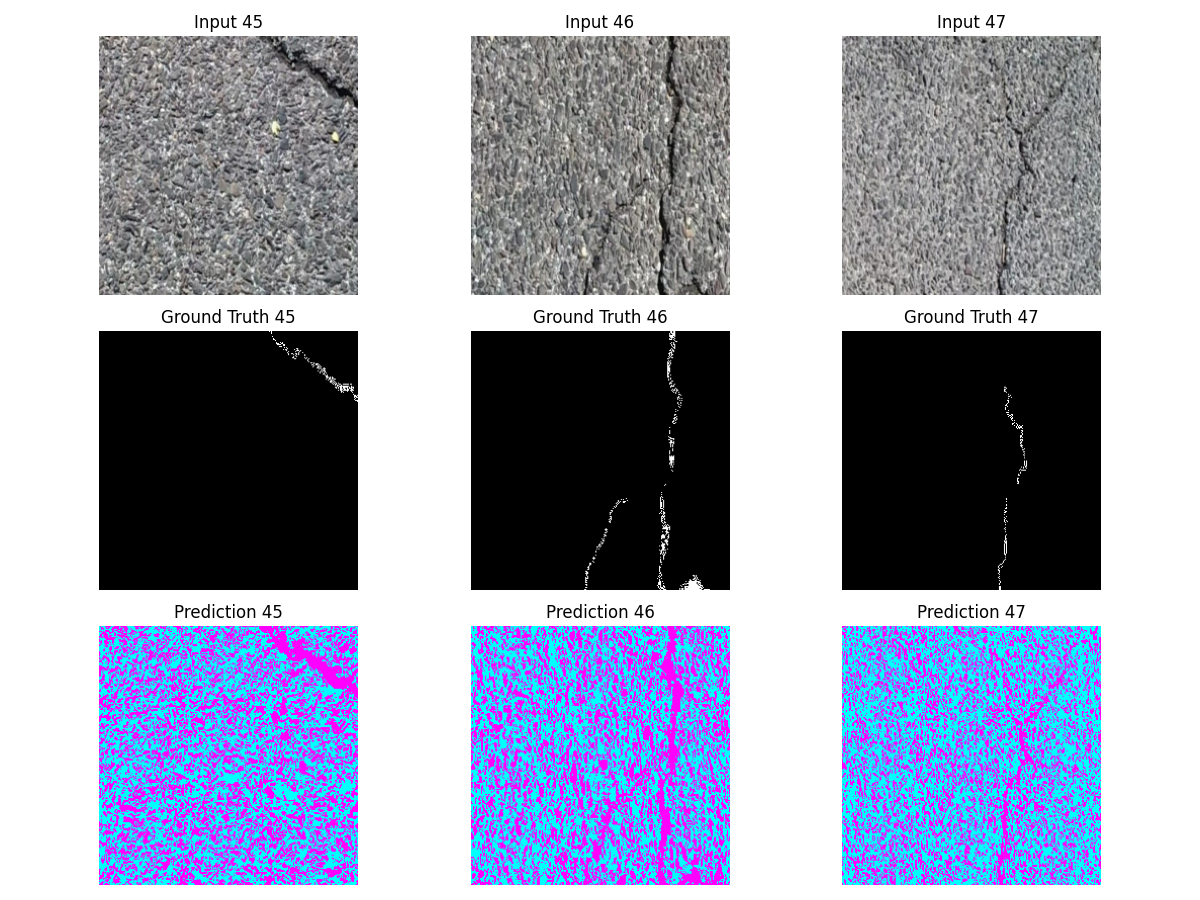 Input 45
Input 46
Input 47
Ground Truth 45
Ground Truth 46
Ground Truth 47
Prediction 45
Prediction 46
Prediction 47